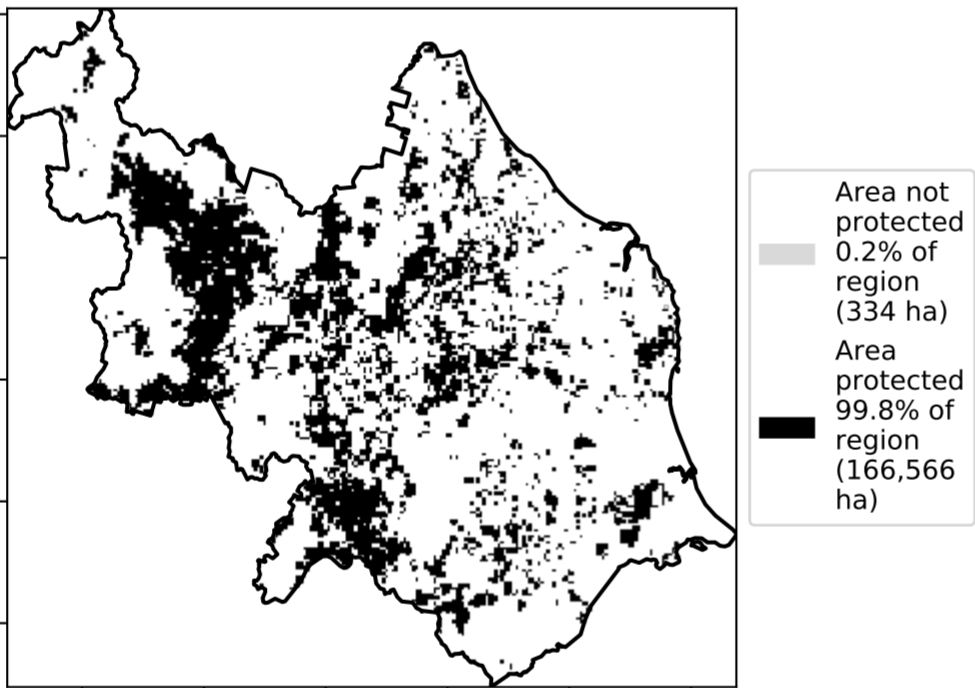 Area not
protected
0.2% of
region
(334 ha)
Area
protected
99.8% of
region
(166,566
ha)